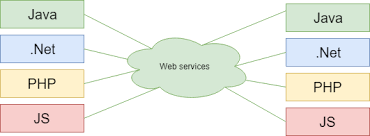 Java
.Net
PHP
JS
Web services
Java
.Net
PHP
JS